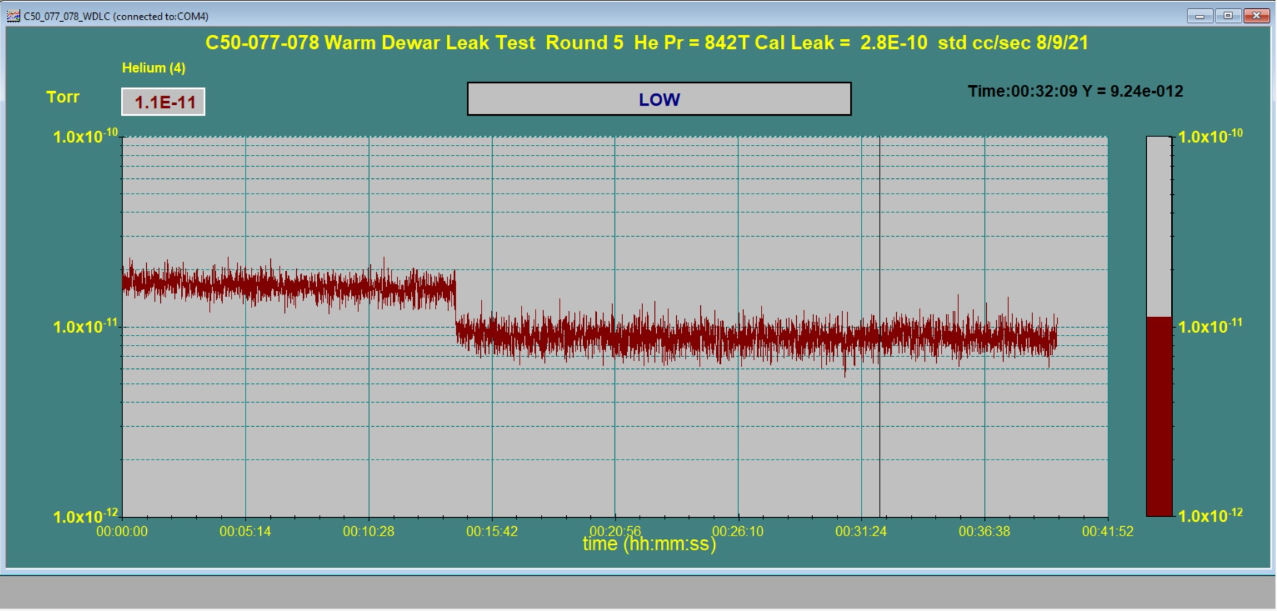 C50_077_078_WDLC (connected to:COM4)
C50-077-078 Warm Dewar Leak Test Round 5 He Pr = 842T Cal Leak = 2.8E-10 std cc/sec 8/9/21
Helium (4)
Torr
1.1E-11
LOW
Time:00:32:09 Y = 9.24e-012
1.0x10-10
1.0x10-11
1.0x10-12
00:00:00 00:05:14 00:10:28 00:15:42 00:20:56 00:26:10 00:31:24 00:36:38 00:41:52
time (hh:mm:ss)
1.0x10-10
1.0x10-11
1.0x10-12